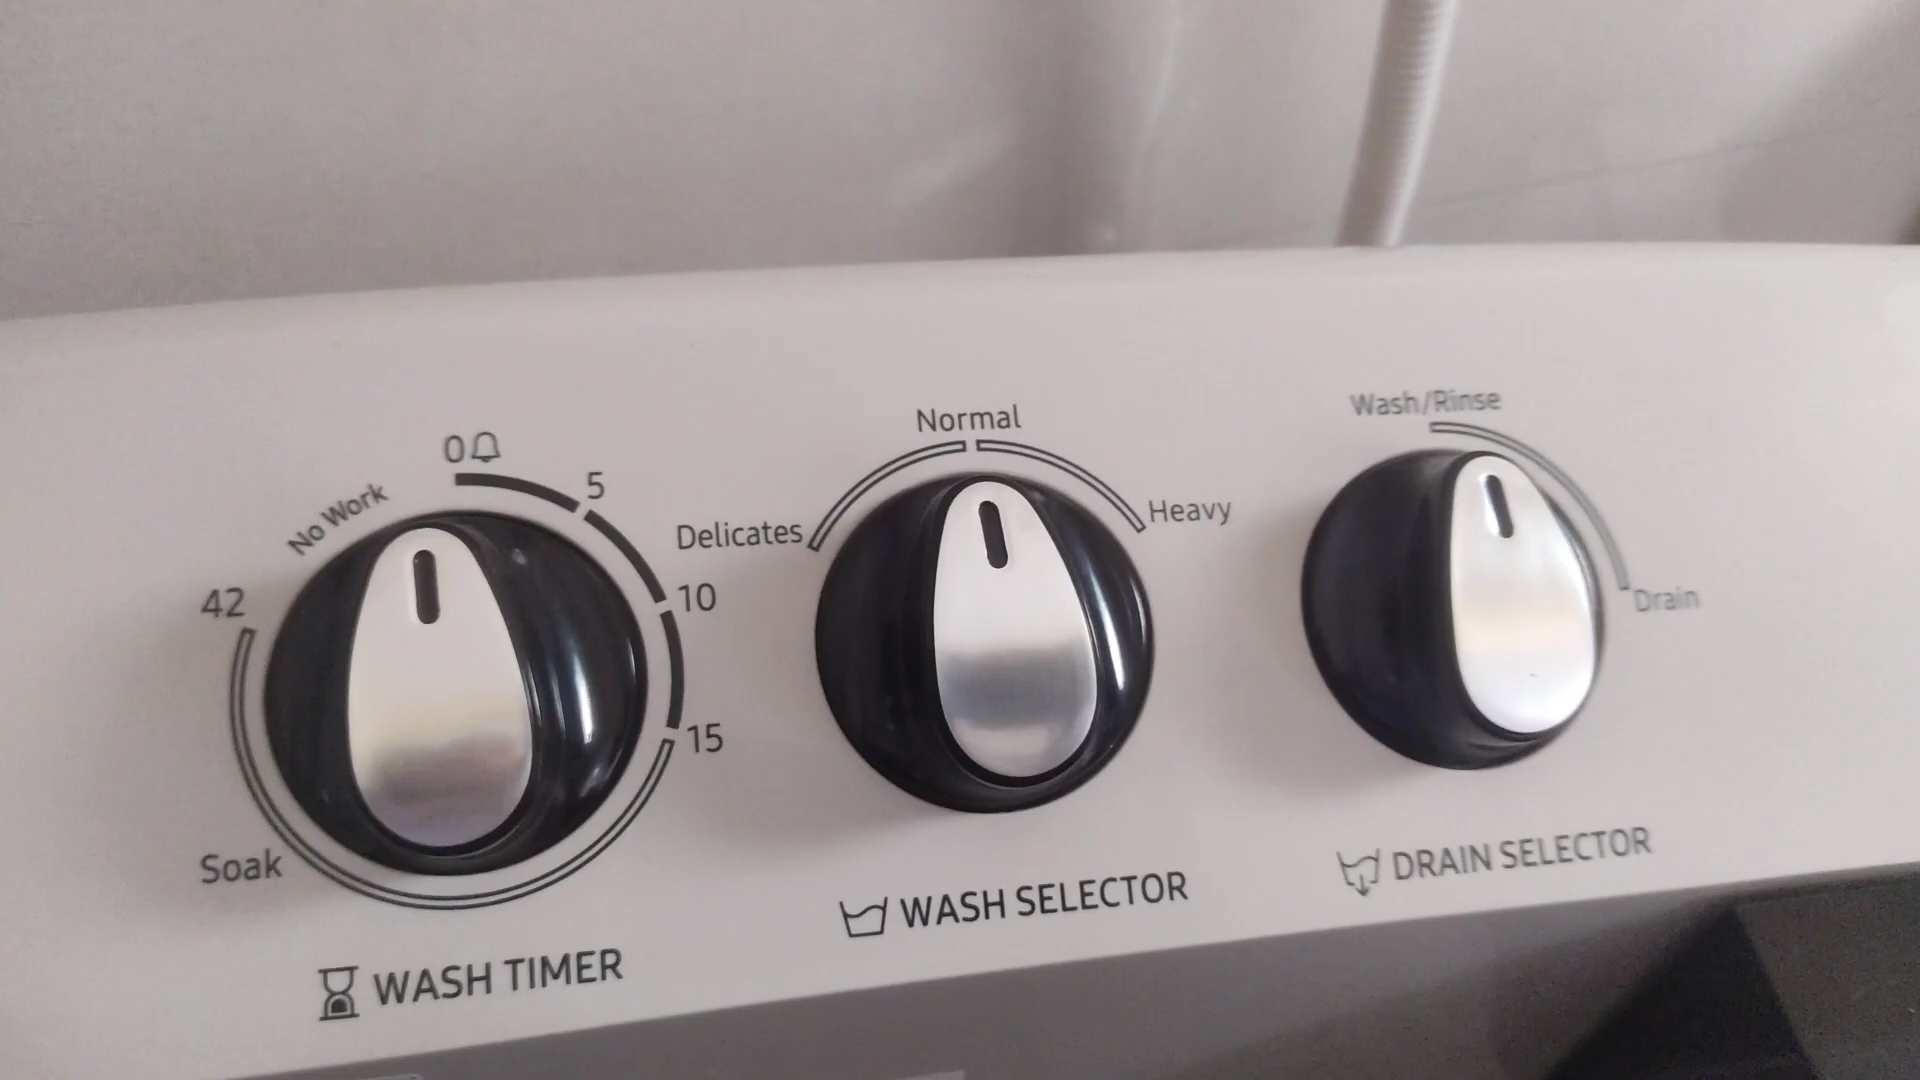 0
No Work
5
42
10
15
Soak
WASH TIMER
Normal
Delicates
Heavy
WASH SELECTOR
Wash/Rinse
Drain
DRAIN SELECTOR